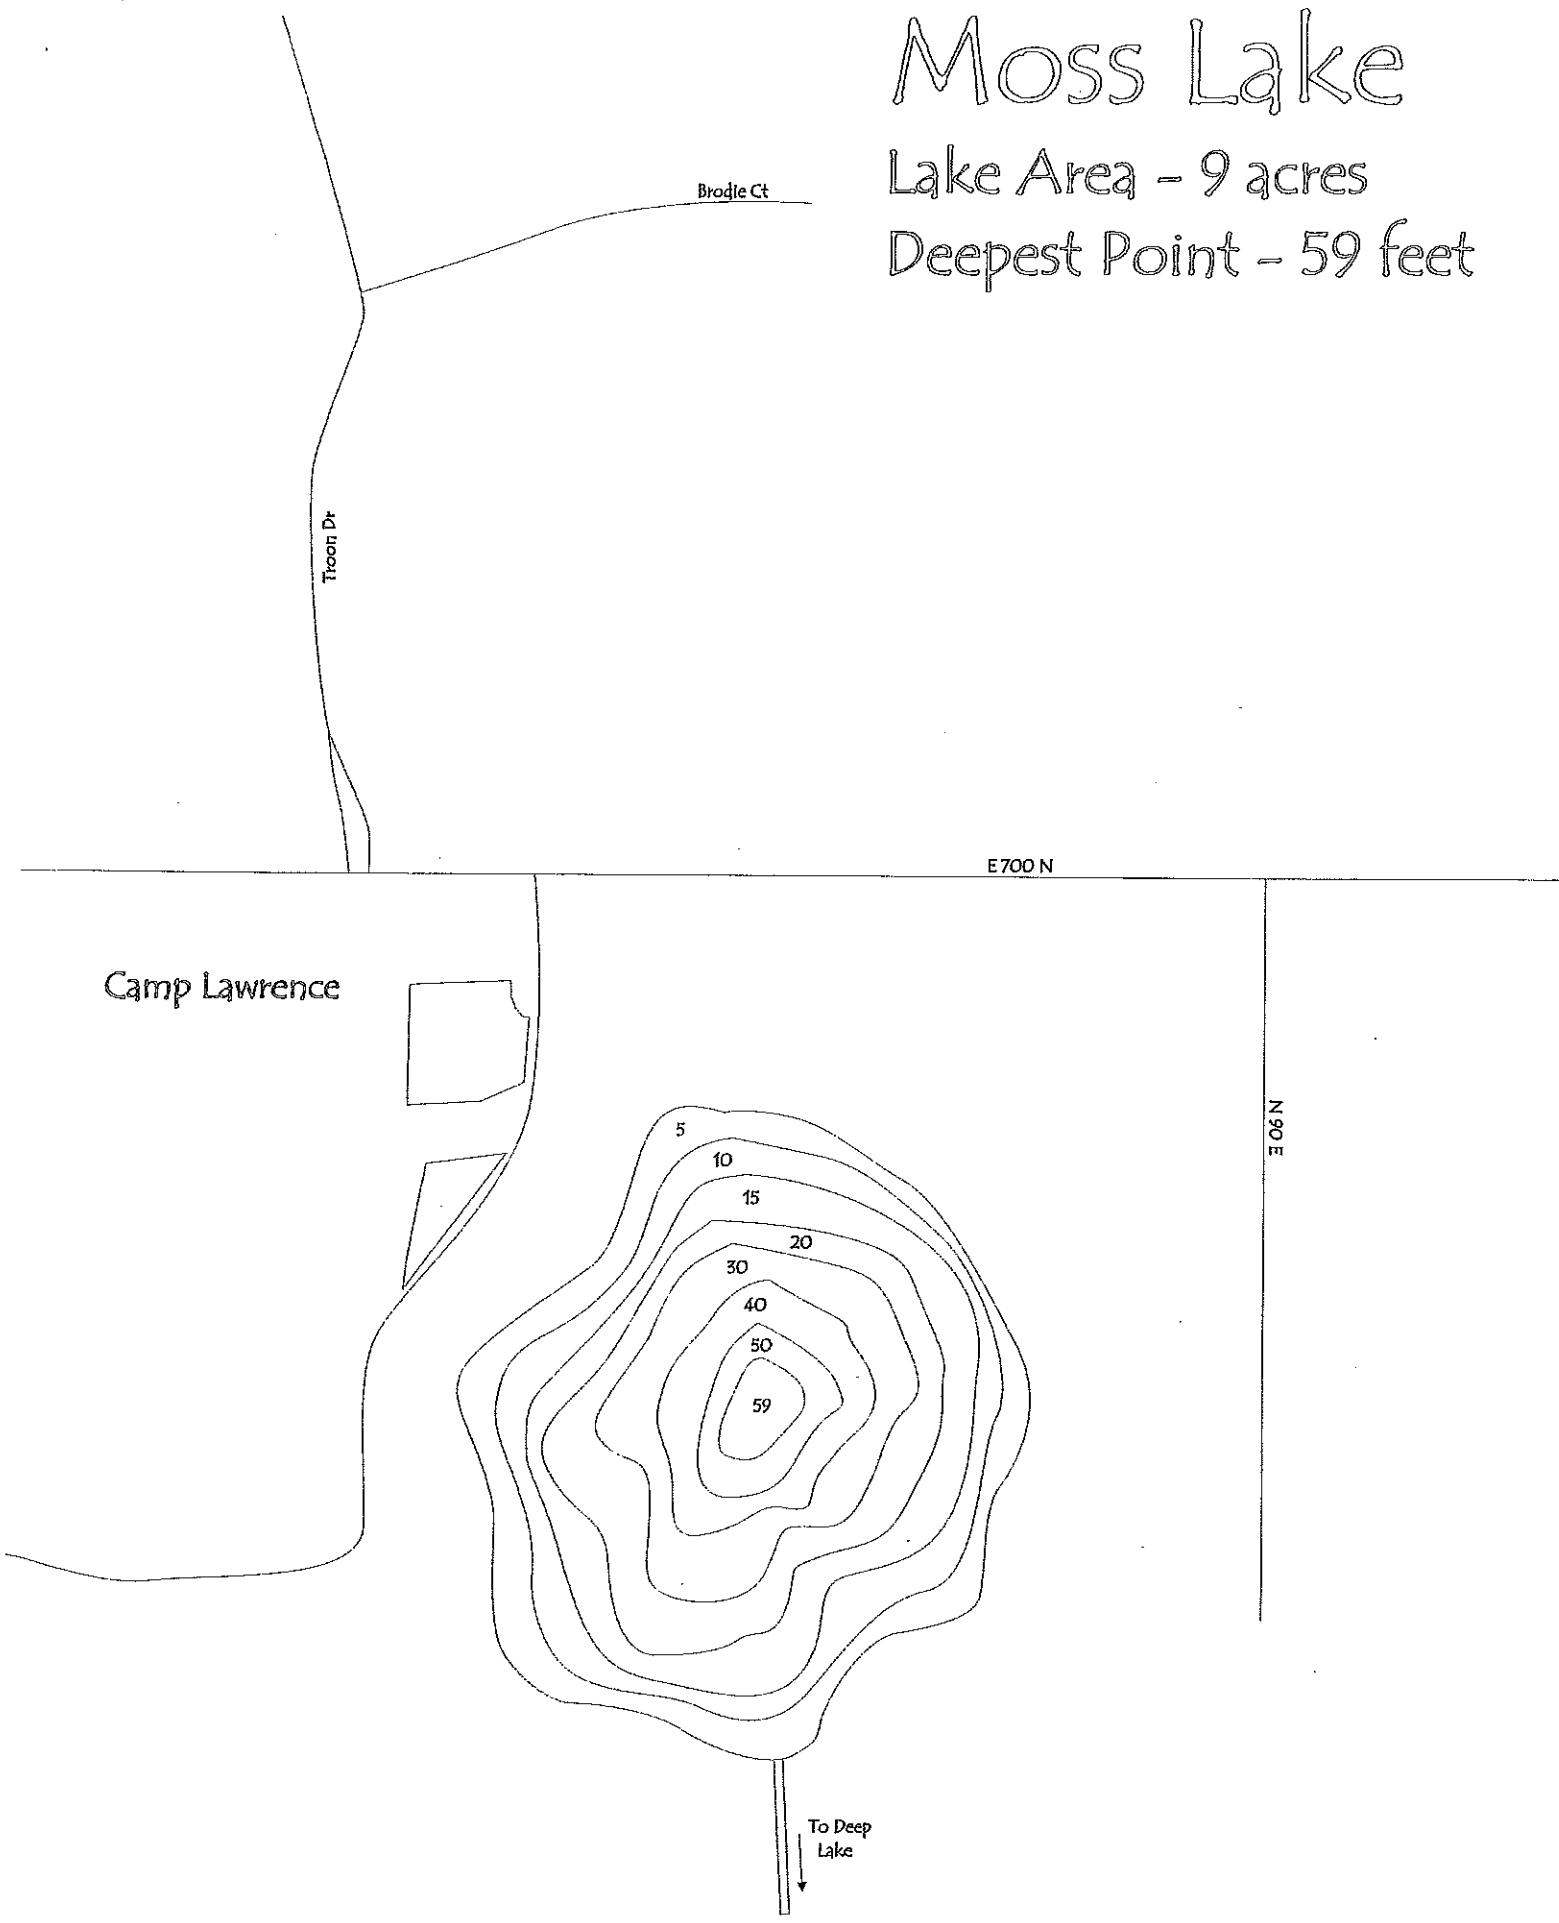 Moss Lake
Lake Area - 9 acres
Deepest Point - 59 feet
Brodie Ct
Troon Dr
E 700 N
Camp Lawrence
N 90 E
5
10
15
20
30
40
50
59
To Deep
Lake